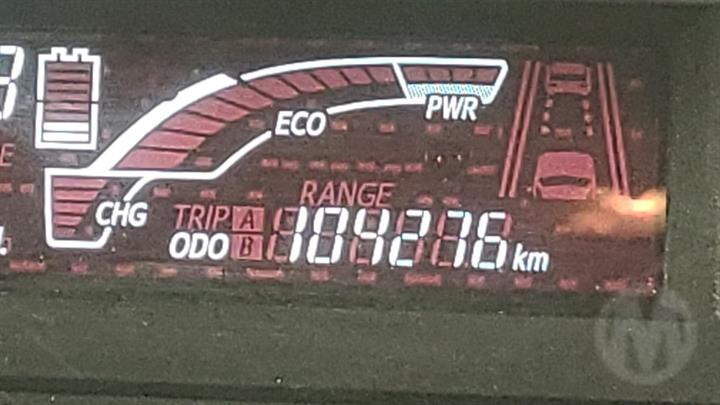 ECO
PWR
CHG
RANGE
TRIP A
ODO B 104276 km
M